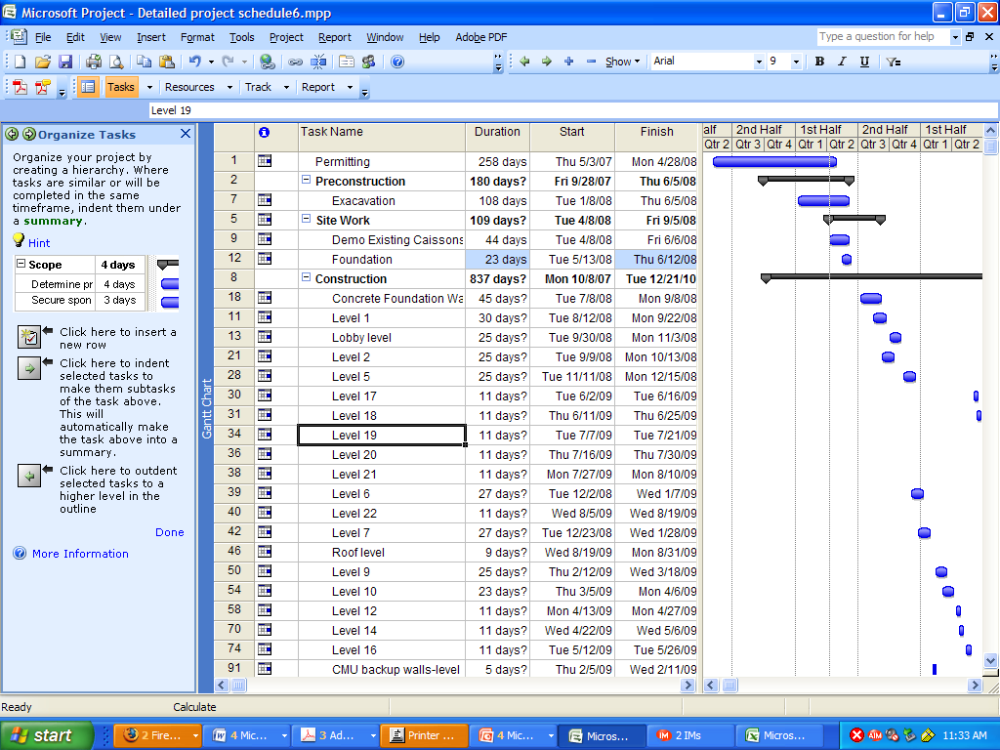 Microsoft Project - Detailed project schedule6.mpp
File Edit View Insert Format Tools Project Report Window Help Adobe PDF Type a question for help
Show Arial 9 B I U
Tasks Resources Track Report
Level 19
Organize Tasks
Organize your project by
creating a hierarchy. Where
tasks are similar or will be
completed in the same
timeframe, indent them under
a summary.
Hint
Scope 4 days
Determine pr 4 days
Secure spon 3 days
Click here to insert a
new row
Click here to indent
selected tasks to
make them subtasks
of the task above.
This will
automatically make
the task above into a
summary.
Click here to outdent
selected tasks to a
higher level in the
outline
Done
More Information
Gantt Chart
Task Name Duration Start Finish
alf 2nd Half 1st Half 2nd Half 1st Half
Qtr 2 Qtr 3 Qtr 4 Qtr 1 Qtr 2 Qtr 3 Qtr 4 Qtr 1 Qtr 2
1 Permitting 258 days Thu 5/3/07 Mon 4/28/08
2 Preconstruction 180 days? Fri 9/28/07 Thu 6/5/08
7 Exacavation 108 days Tue 1/8/08 Thu 6/5/08
5 Site Work 109 days? Tue 4/8/08 Fri 9/5/08
9 Demo Existing Caissons 44 days Tue 4/8/08 Fri 6/6/08
12 Foundation 23 days Tue 5/13/08 Thu 6/12/08
8 Construction 837 days? Mon 10/8/07 Tue 12/21/10
18 Concrete Foundation Wa 45 days? Tue 7/8/08 Mon 9/8/08
11 Level 1 30 days? Tue 8/12/08 Mon 9/22/08
13 Lobby level 25 days? Tue 9/30/08 Mon 11/3/08
21 Level 2 25 days? Tue 9/9/08 Mon 10/13/08
28 Level 5 25 days? Tue 11/11/08 Mon 12/15/08
30 Level 17 11 days? Tue 6/2/09 Tue 6/16/09
31 Level 18 11 days? Thu 6/11/09 Thu 6/25/09
34 Level 19 11 days? Tue 7/7/09 Tue 7/21/09
36 Level 20 11 days? Thu 7/16/09 Thu 7/30/09
38 Level 21 11 days? Mon 7/27/09 Mon 8/10/09
39 Level 6 27 days? Tue 12/2/08 Wed 1/7/09
40 Level 22 11 days? Wed 8/5/09 Wed 8/19/09
42 Level 7 27 days? Tue 12/23/08 Wed 1/28/09
46 Roof level 9 days? Wed 8/19/09 Mon 8/31/09
50 Level 9 25 days? Thu 2/12/09 Wed 3/18/09
54 Level 10 23 days? Thu 3/5/09 Mon 4/6/09
58 Level 12 11 days? Mon 4/13/09 Mon 4/27/09
70 Level 14 11 days? Wed 4/22/09 Wed 5/6/09
74 Level 16 11 days? Tue 5/12/09 Tue 5/26/09
91 CMU backup walls-level 5 days? Thu 2/5/09 Wed 2/11/09
Ready Calculate
start 2 Fire... 4 Mic... 3 Ad... Printer ... 4 Mic... Micros... 2 IMs Micros... 11:33 AM